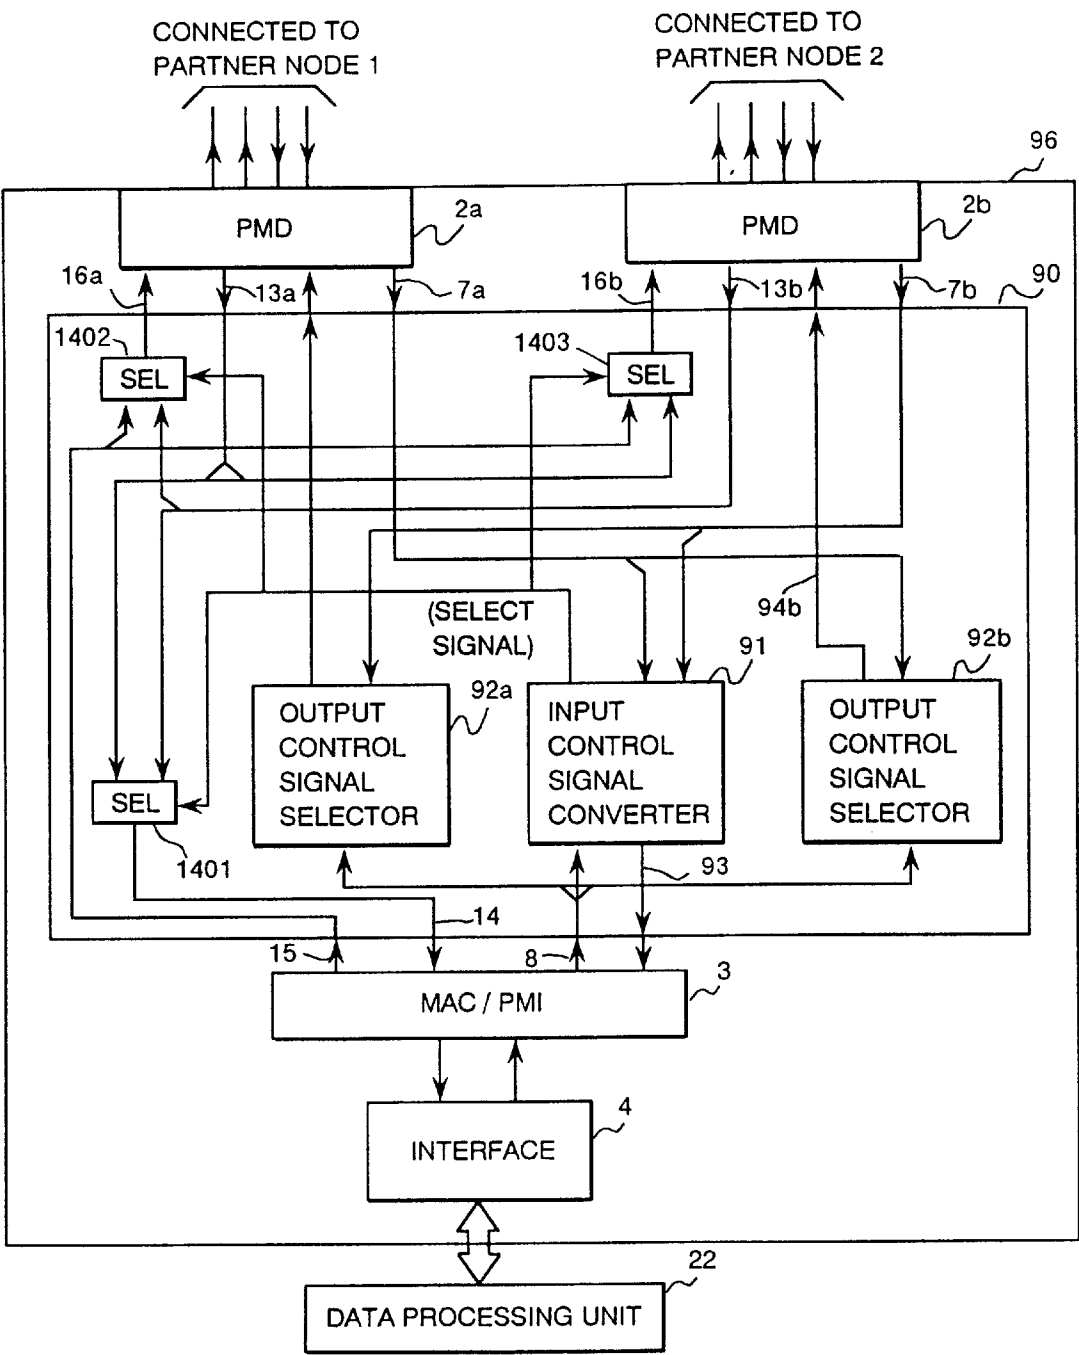 CONNECTED TO
PARTNER NODE 1
CONNECTED TO
PARTNER NODE 2
96
PMD
2a
PMD
2b
16a
13a
7a
16b
13b
7b
90
1402
SEL
1403
SEL
(SELECT
SIGNAL)
94b
92a
91
92b
OUTPUT
CONTROL
SIGNAL
SELECTOR
INPUT
CONTROL
SIGNAL
CONVERTER
OUTPUT
CONTROL
SIGNAL
SELECTOR
SEL
1401
93
14
15
8
3
MAC / PMI
4
INTERFACE
22
DATA PROCESSING UNIT